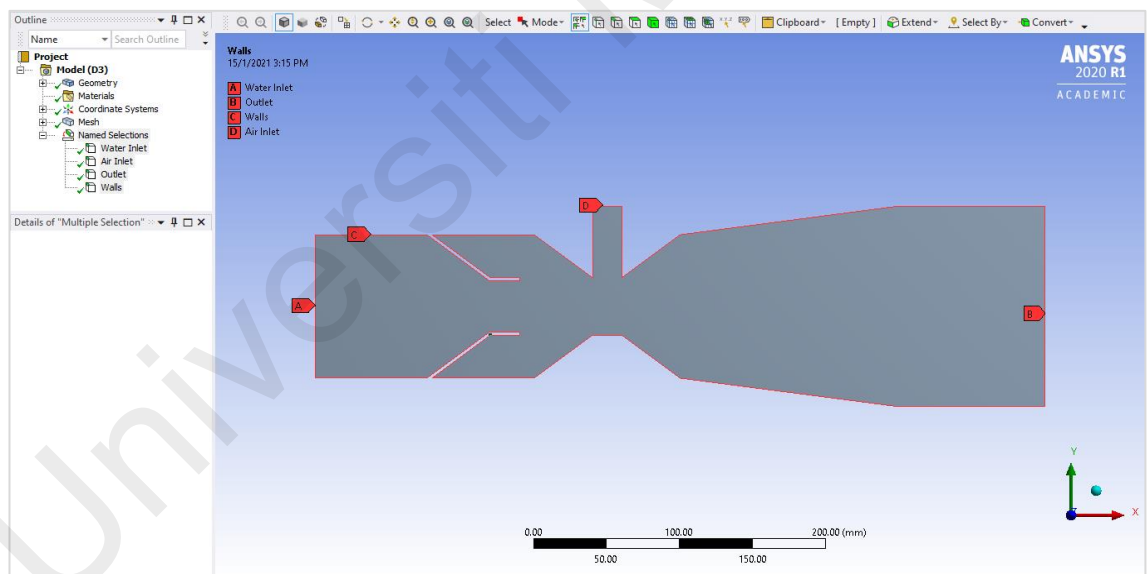 Outline
Name Search Outline
Project
Model (D3)
Geometry
Materials
Coordinate Systems
Mesh
Named Selections
Water Inlet
Air Inlet
Outlet
Walls
Details of "Multiple Selection"
Select Mode Clipboard [ Empty ] Extend Select By Convert
Walls
15/1/2021 3:15 PM
A Water Inlet
B Outlet
C Walls
D Air Inlet
ANSYS
2020 R1
ACADEMIC
D
C
A
B
Y
X
0.00 100.00 200.00 (mm)
50.00 150.00
Universiti